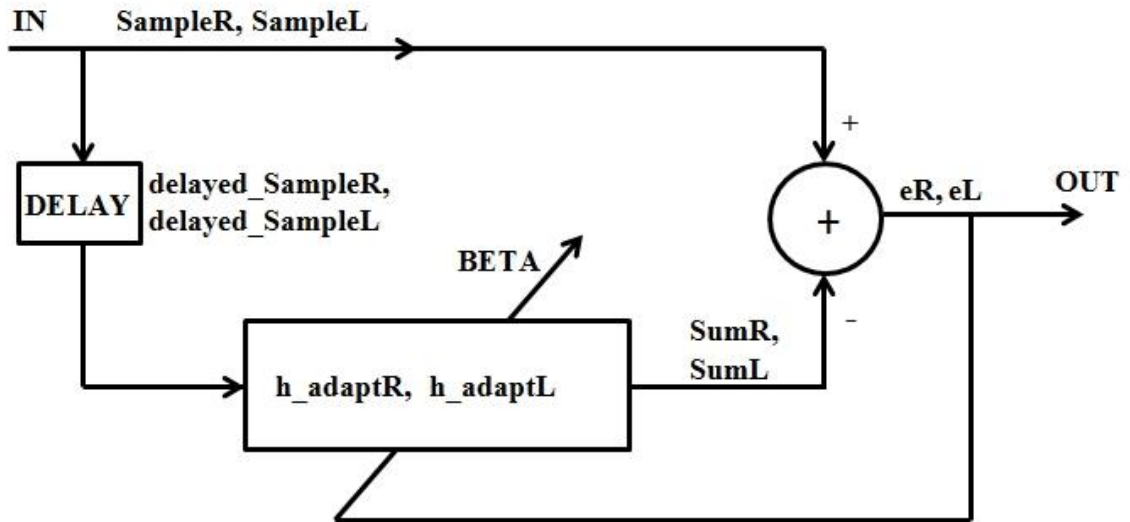 IN SampleR, SampleL
+
DELAY
delayed_SampleR,
delayed_SampleL
+
eR, eL
OUT
BETA
-
SumR,
SumL
h_adaptR, h_adaptL